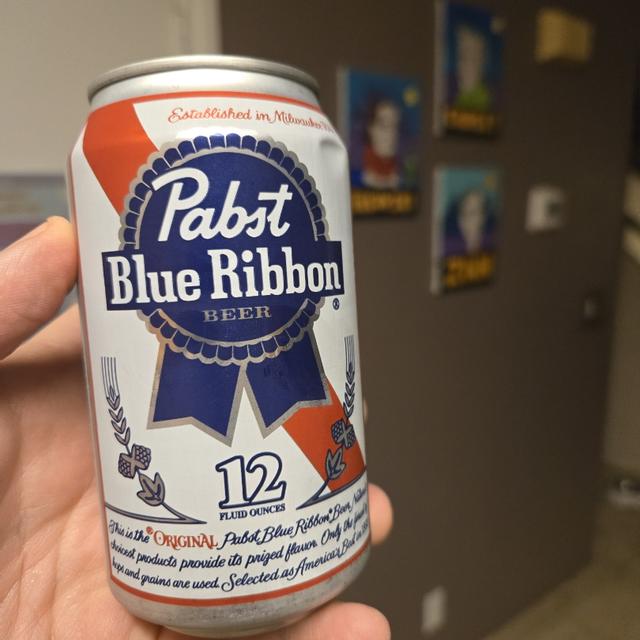 Established in Milwaukee
Pabst
Blue Ribbon
BEER
®
12
FLUID OUNCES
This is the ORIGINAL Pabst Blue Ribbon® Beer.
choicest products provide its prized flavor. Only the
hops and grains are used. Selected as America's Best in